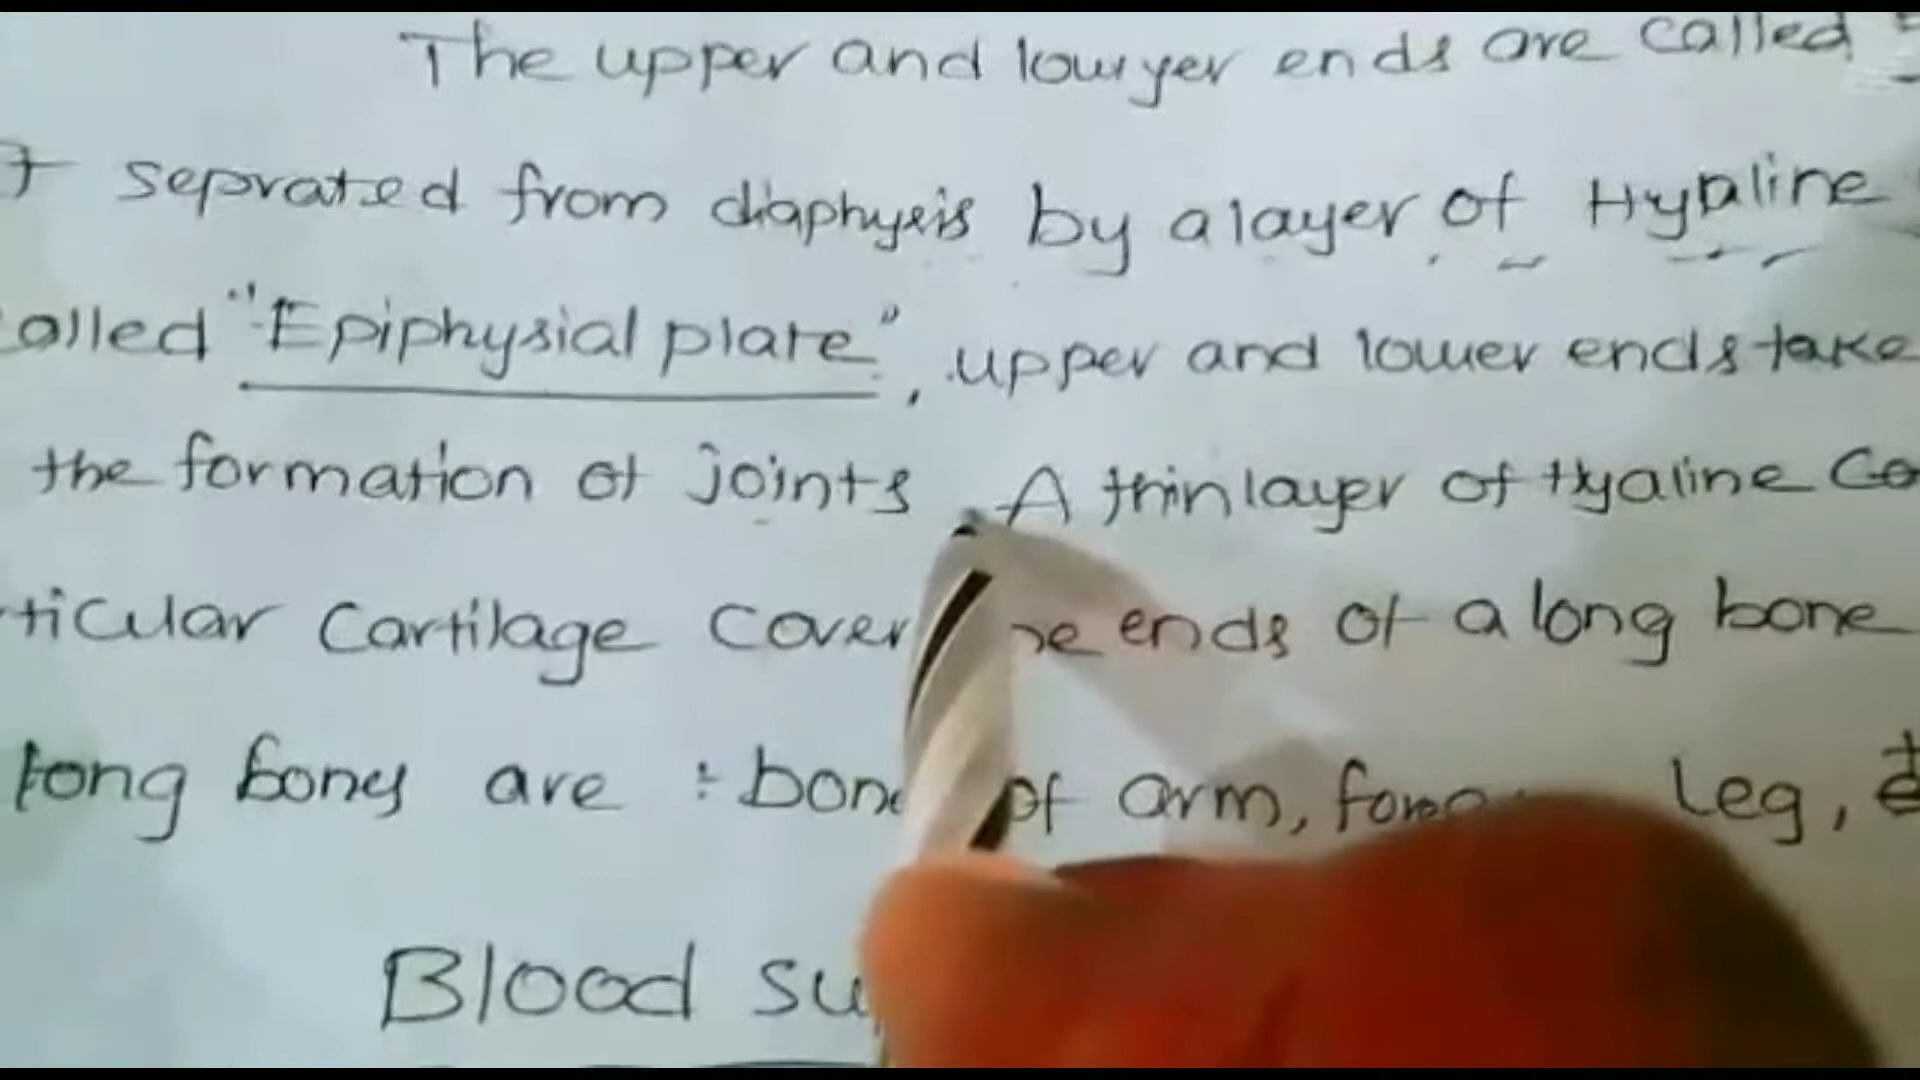 The upper and lowyer ends are called
seprated from diaphysis by a layer of Hyaline
called "Epiphysial plate", upper and lower ends take
the formation of joints A thin layer of Hyaline
ticular Cartilage cover ends of a long bone
long bones are :- bon of arm, leg,
Blood su